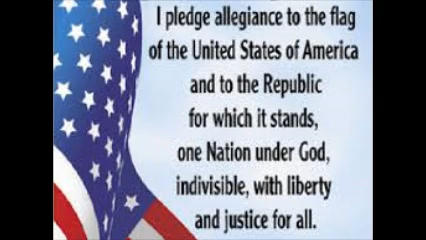 I pledge allegiance to the flag
of the United States of America
and to the Republic
for which it stands,
one Nation under God,
indivisible, with liberty
and justice for all.